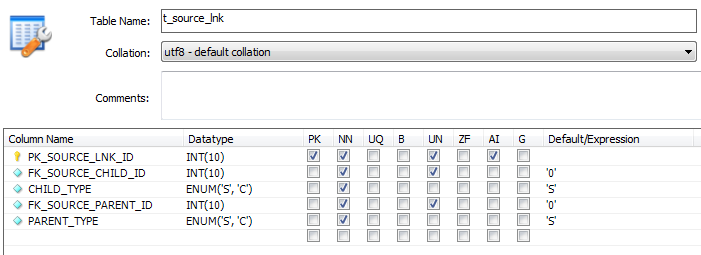 Table Name: t_source_lnk
Collation: utf8 - default collation
Comments:
Column Name Datatype PK NN UQ B UN ZF AI G Default/Expression
PK_SOURCE_LNK_ID INT(10)
FK_SOURCE_CHILD_ID INT(10) '0'
CHILD_TYPE ENUM('S', 'C') 'S'
FK_SOURCE_PARENT_ID INT(10) '0'
PARENT_TYPE ENUM('S', 'C') 'S'